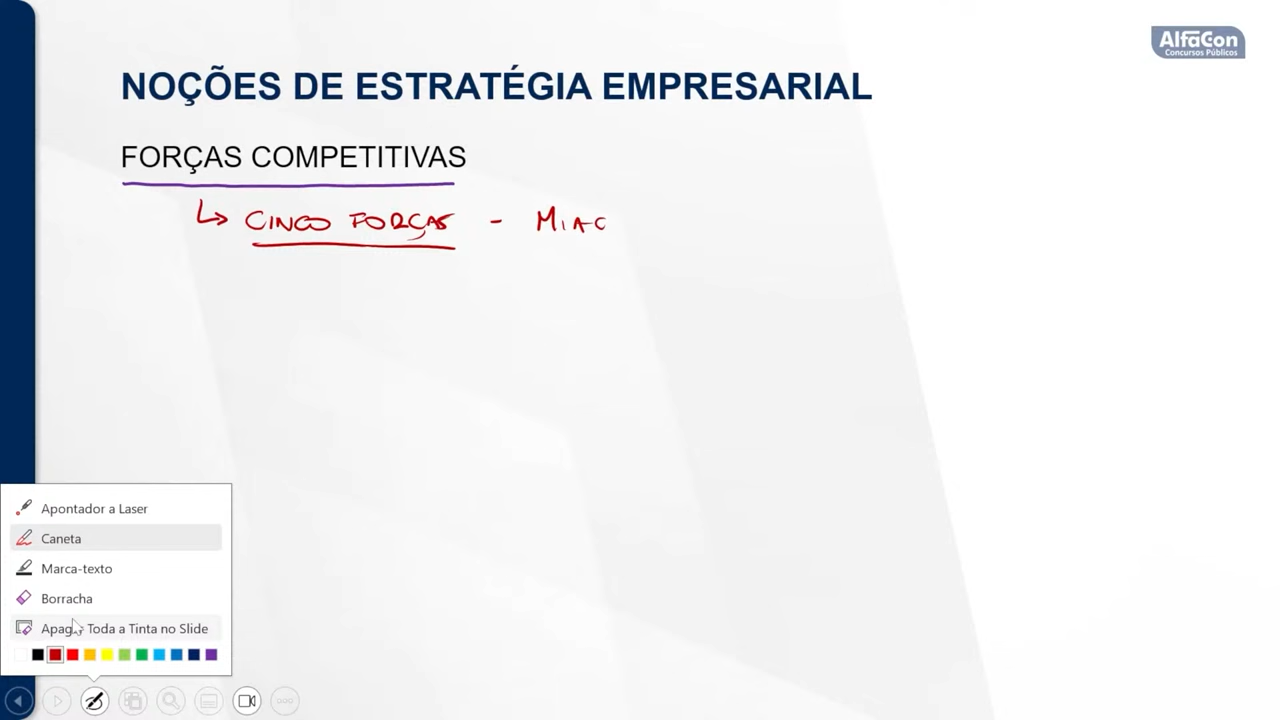 AlfaCon
Concursos Públicos
NOÇÕES DE ESTRATÉGIA EMPRESARIAL
FORÇAS COMPETITIVAS
↳ CINCO FORÇAS - MIAC
Apontador a Laser
Caneta
Marca-texto
Borracha
Apagar Toda a Tinta no Slide